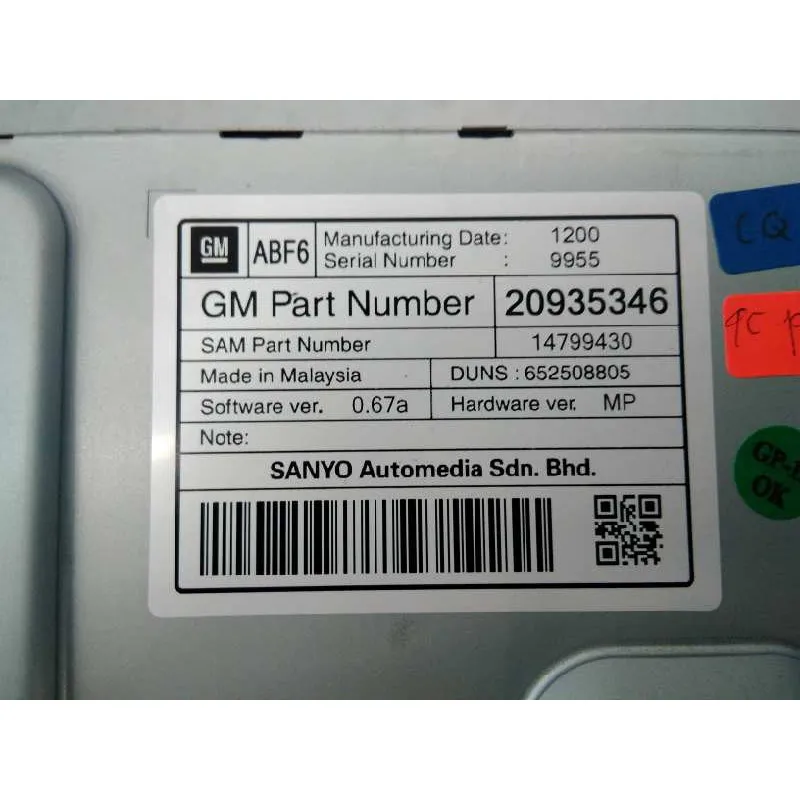 GM
ABF6
Manufacturing Date: 1200
Serial Number : 9955
GM Part Number 20935346
SAM Part Number 14799430
Made in Malaysia DUNS : 652508805
Software ver. 0.67a Hardware ver. MP
Note:
SANYO Automedia Sdn. Bhd.
CQ
OK